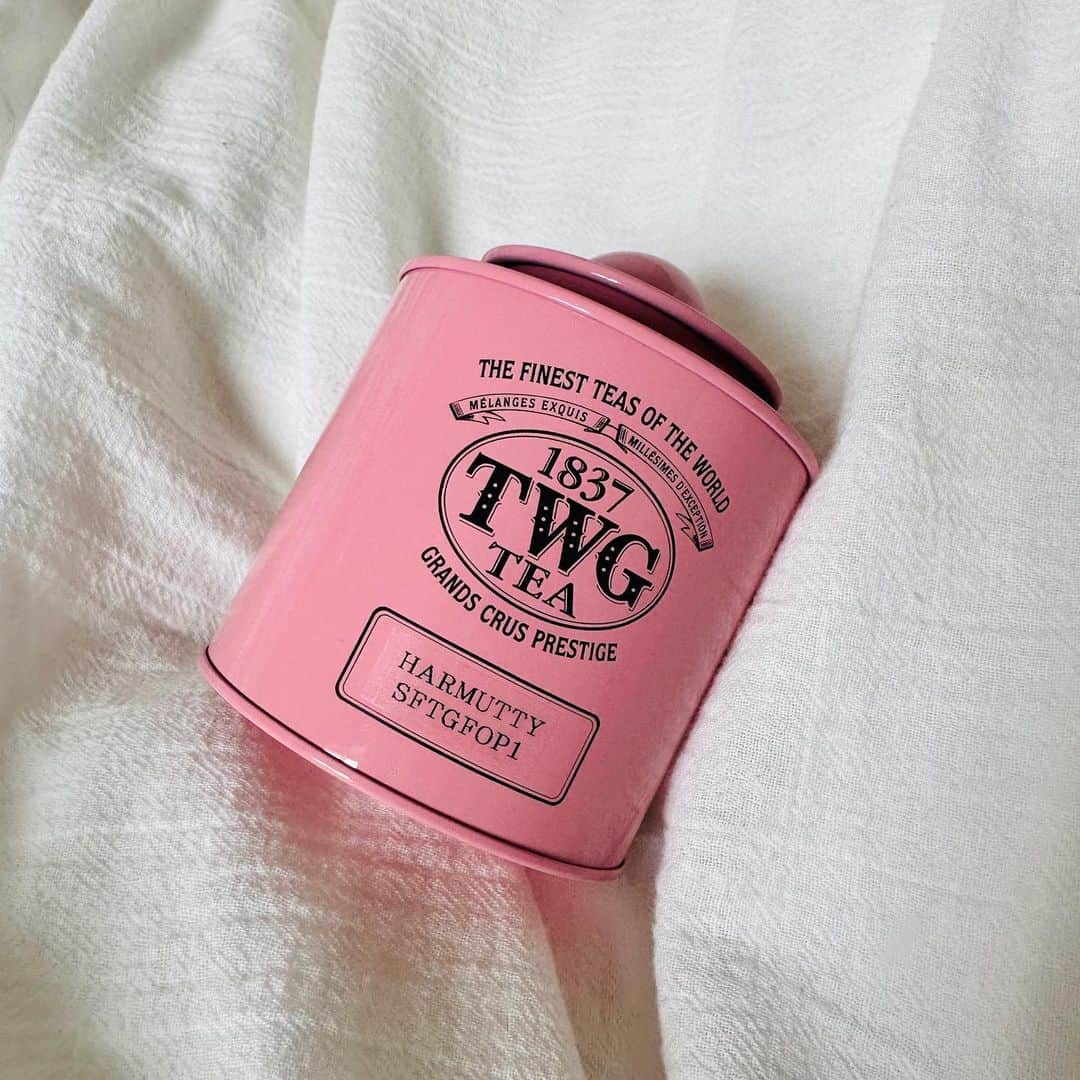 THE FINEST TEAS OF THE WORLD
MÉLANGES EXQUIS
MILLÉSIMES D'EXCEPTION
1837
TWG
TEA
GRANDS CRUS PRESTIGE
HARMUTTY
SFTGFOP1